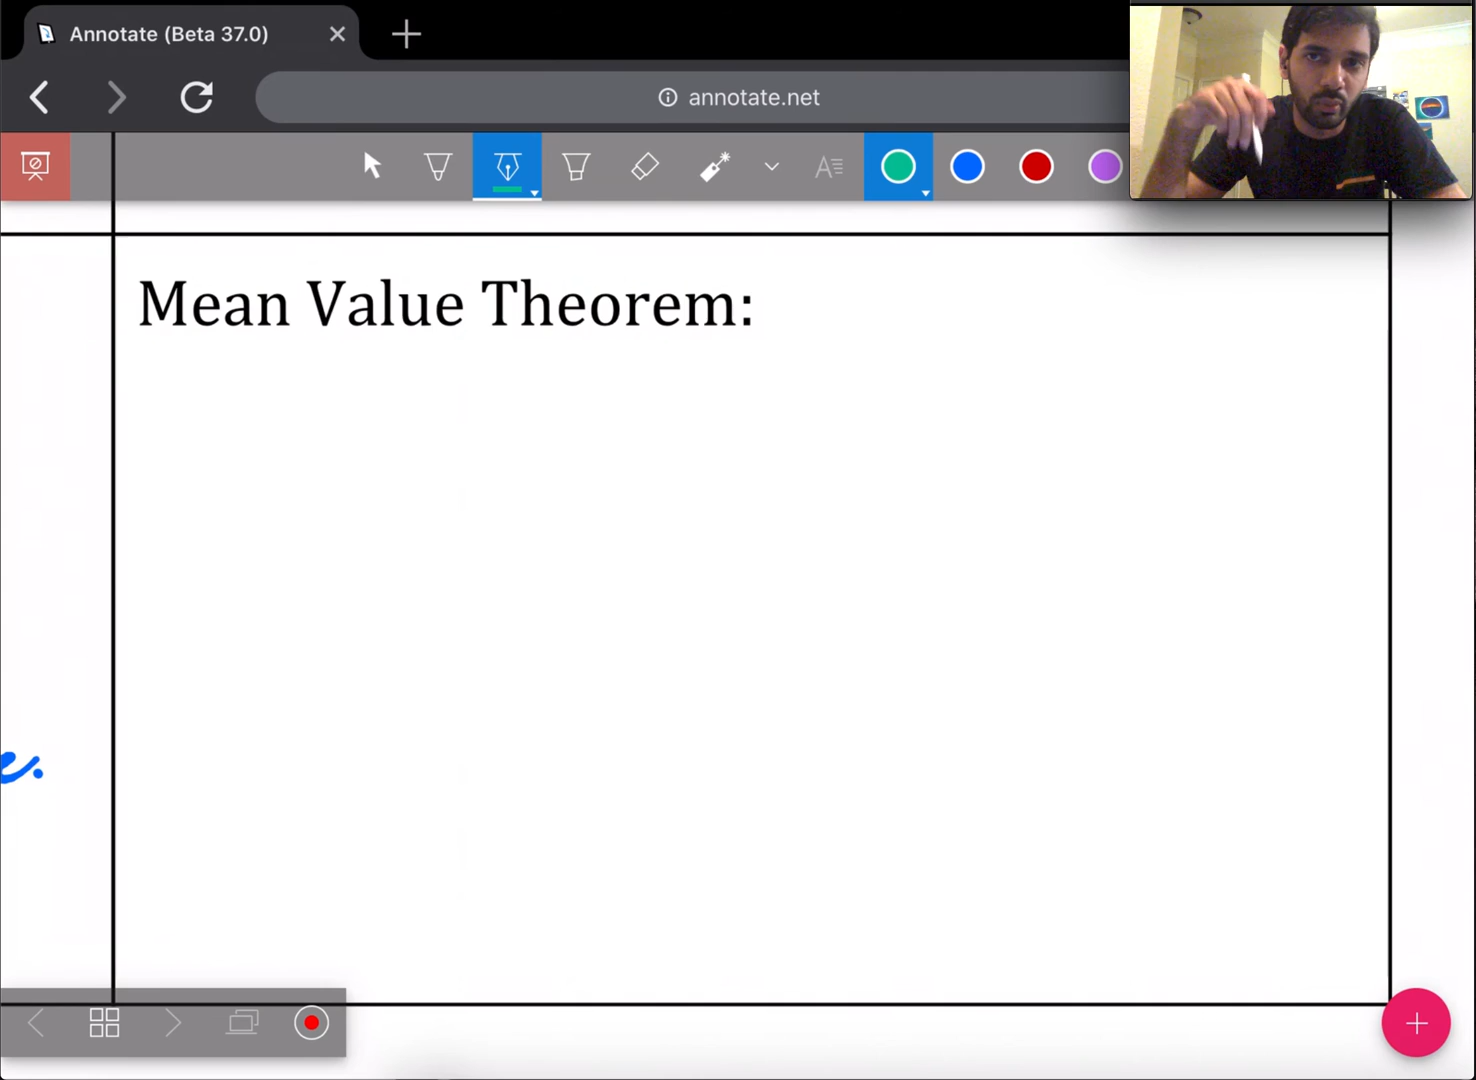 Annotate (Beta 37.0)
annotate.net
A
Mean Value Theorem:
e.